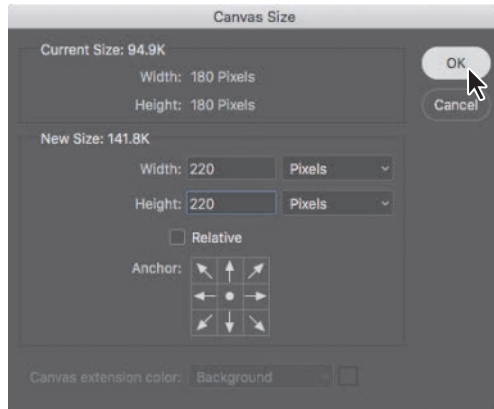 Canvas Size
Current Size: 94.9K
Width: 180 Pixels
Height: 180 Pixels
OK
Cancel
New Size: 141.8K
Width: 220 Pixels
Height: 220 Pixels
Relative
Anchor:
Canvas extension color: Background